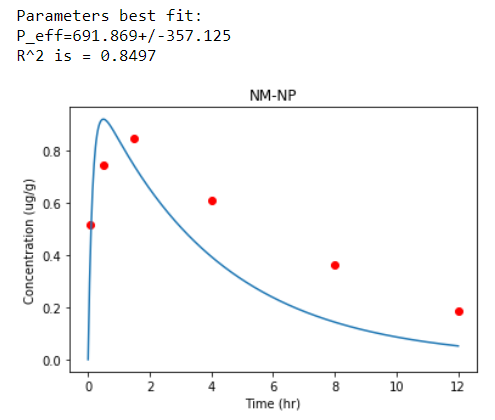 Parameters best fit:
P_eff=691.869+/-357.125
R^2 is = 0.8497
NM-NP
Concentration (ug/g)
0.8
0.6
0.4
0.2
0.0
0 2 4 6 8 10 12
Time (hr)